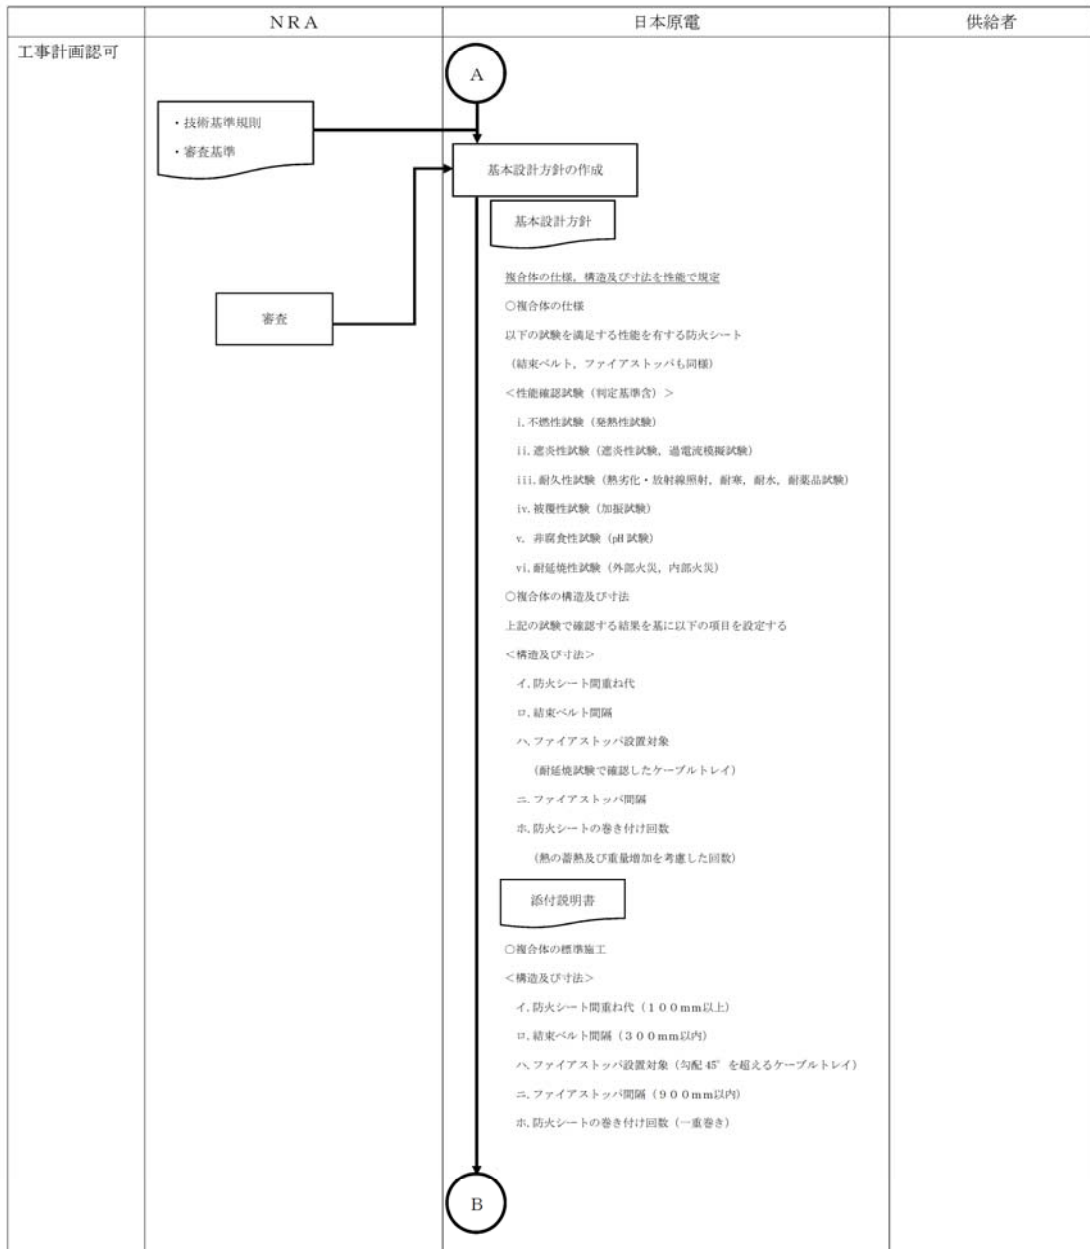 NRA
日本原電
供給者
工事計画認可
A
・技術基準規則
・審査基準
基本設計方針の作成
基本設計方針
複合体の仕様，構造及び寸法を性能で規定
○複合体の仕様
審査
以下の試験を満足する性能を有する防火シート
（結束ベルト，ファイアストッパも同様）
＜性能確認試験（判定基準含）＞
i. 不燃性試験（発熱性試験）
ii. 遮炎性試験（遮炎性試験，過電流模擬試験）
iii. 耐久性試験（熱劣化・放射線照射，耐寒，耐水，耐薬品試験）
iv. 被覆性試験（加振試験）
v. 非腐食性試験（pH試験）
vi. 耐延焼性試験（外部火災，内部火災）
○複合体の構造及び寸法
上記の試験で確認する結果を基に以下の項目を設定する
＜構造及び寸法＞
イ. 防火シート間重ね代
ロ. 結束ベルト間隔
ハ. ファイアストッパ設置対象
（耐延焼試験で確認したケーブルトレイ）
ニ. ファイアストッパ間隔
ホ. 防火シートの巻き付け回数
（熱の蓄熱及び重量増加を考慮した回数）
添付説明書
○複合体の標準施工
＜構造及び寸法＞
イ. 防火シート間重ね代（１００mm以上）
ロ. 結束ベルト間隔（３００mm以内）
ハ. ファイアストッパ設置対象（勾配45°を超えるケーブルトレイ）
ニ. ファイアストッパ間隔（９００mm以内）
ホ. 防火シートの巻き付け回数（一重巻き）
B